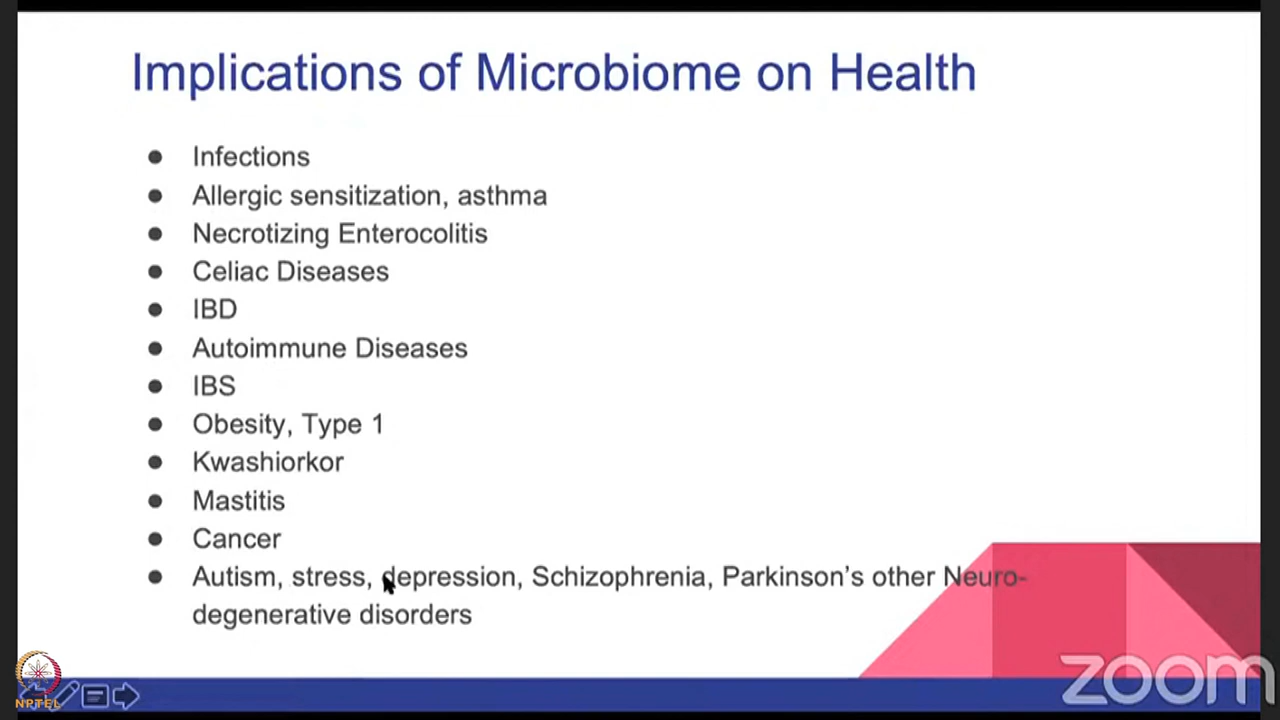 Implications of Microbiome on Health
Infections
Allergic sensitization, asthma
Necrotizing Enterocolitis
Celiac Diseases
IBD
Autoimmune Diseases
IBS
Obesity, Type 1
Kwashiorkor
Mastitis
Cancer
Autism, stress, depression, Schizophrenia, Parkinson's other Neuro-
degenerative disorders
NPTEL
zoom